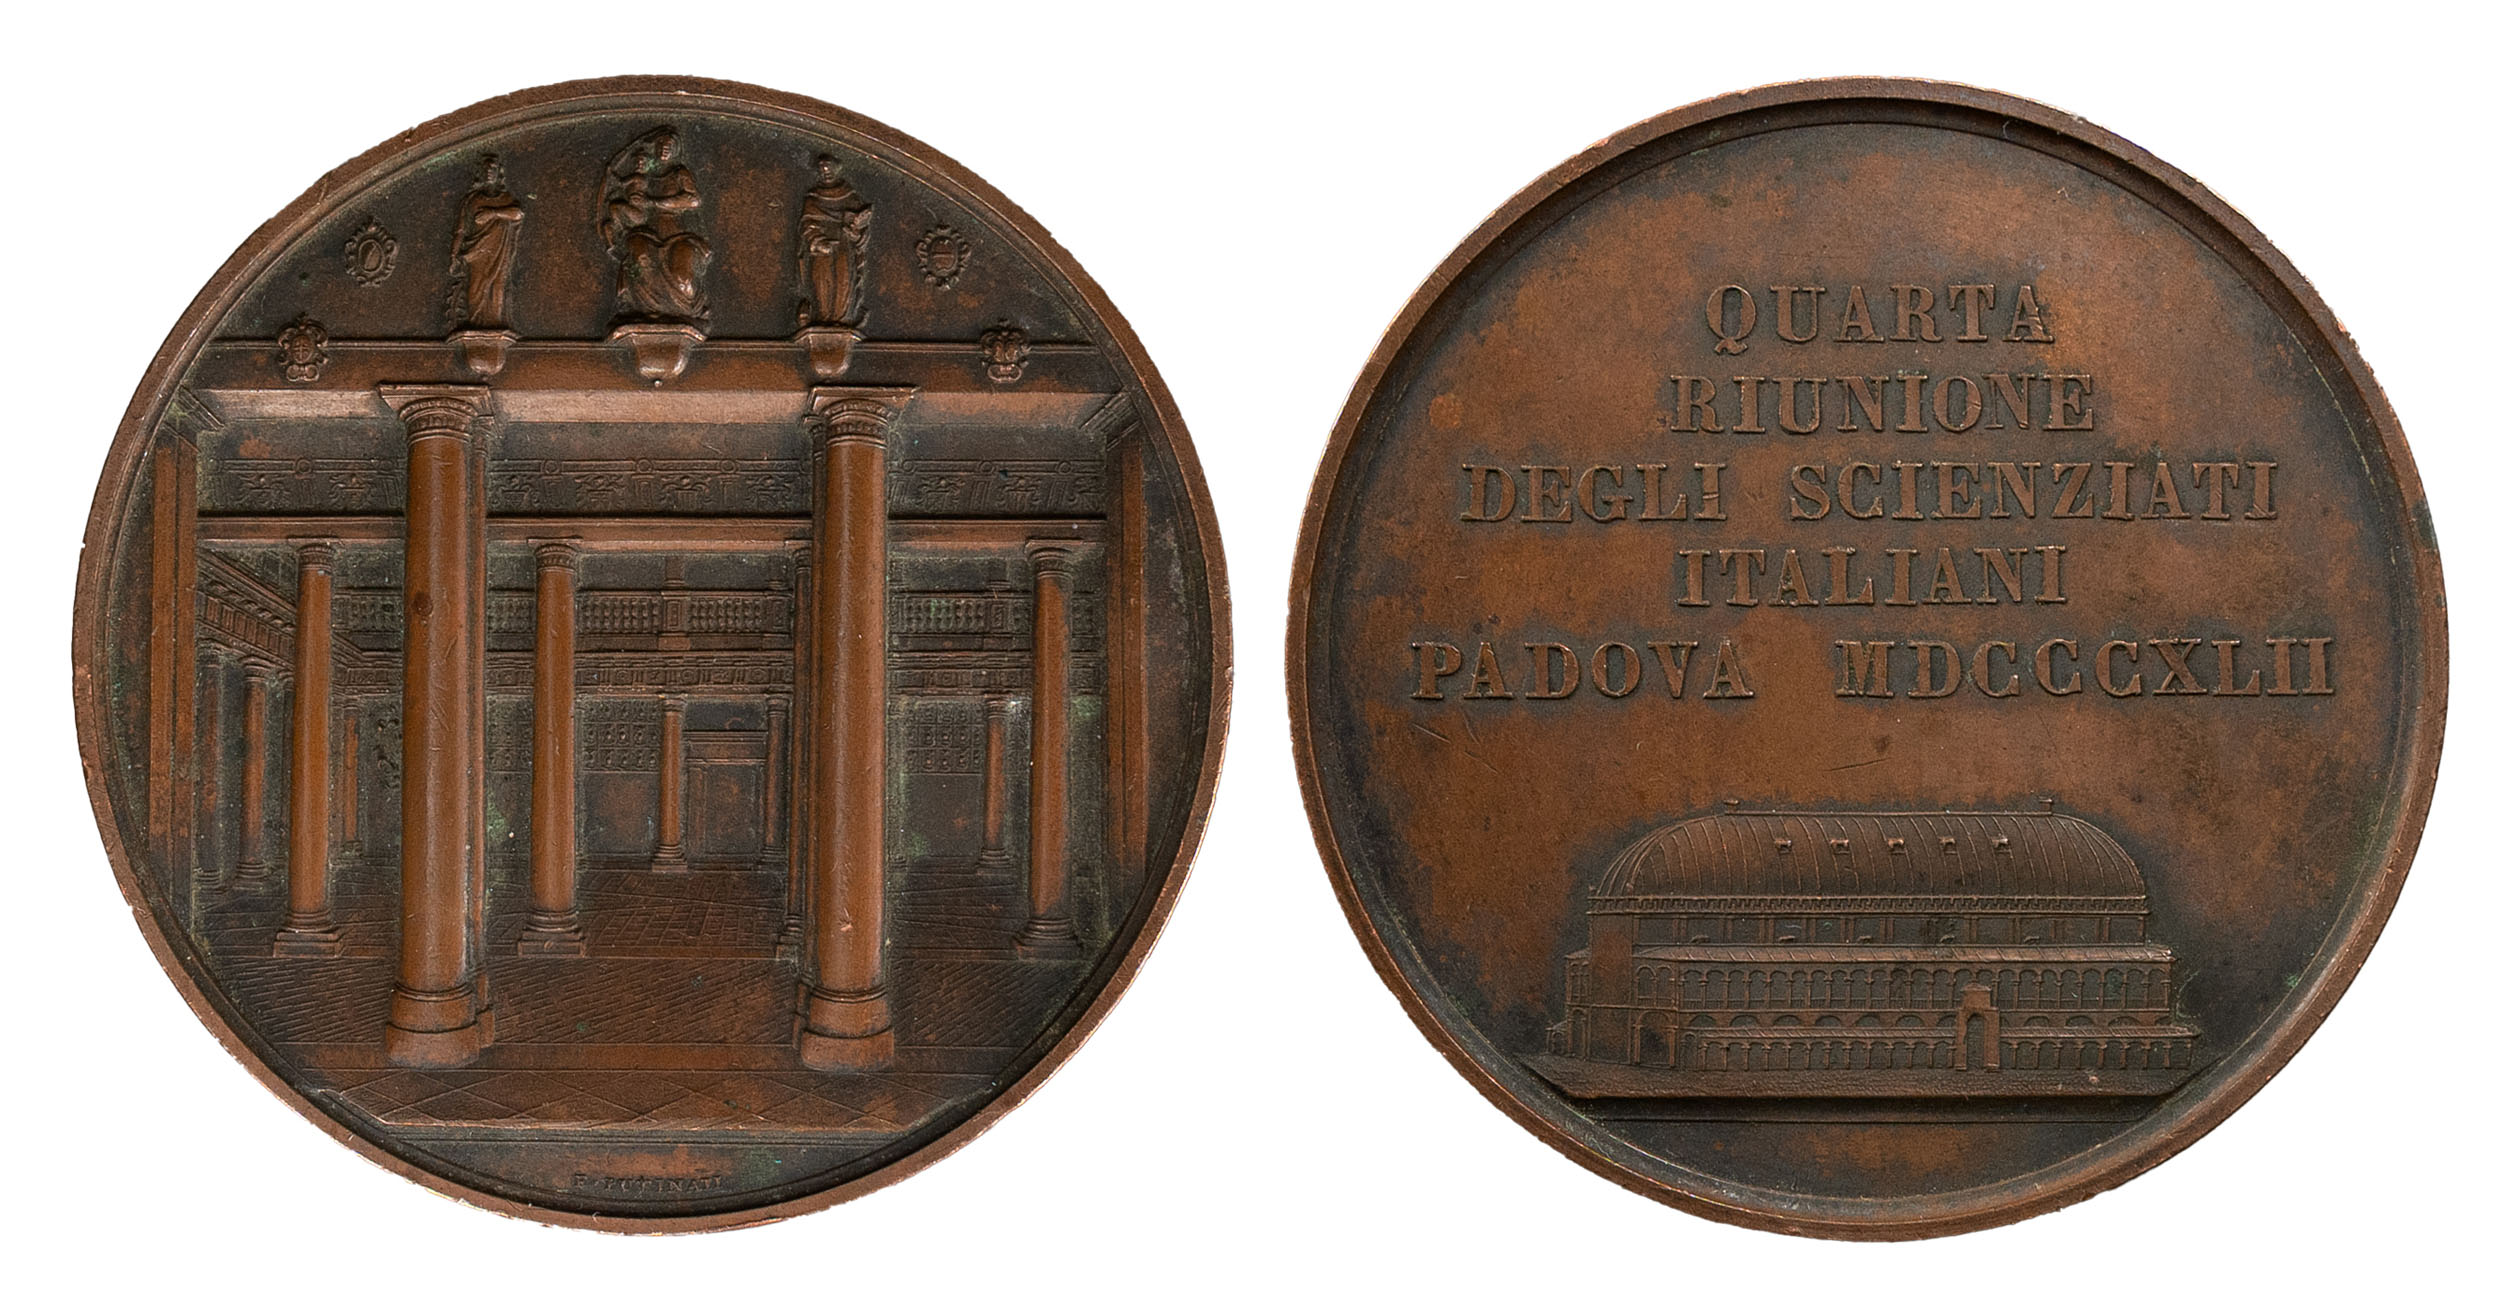 F. PUTINATI
QUARTA
RIUNIONE
DEGLI SCIENZIATI
ITALIANI
PADOVA MDCCCXLII